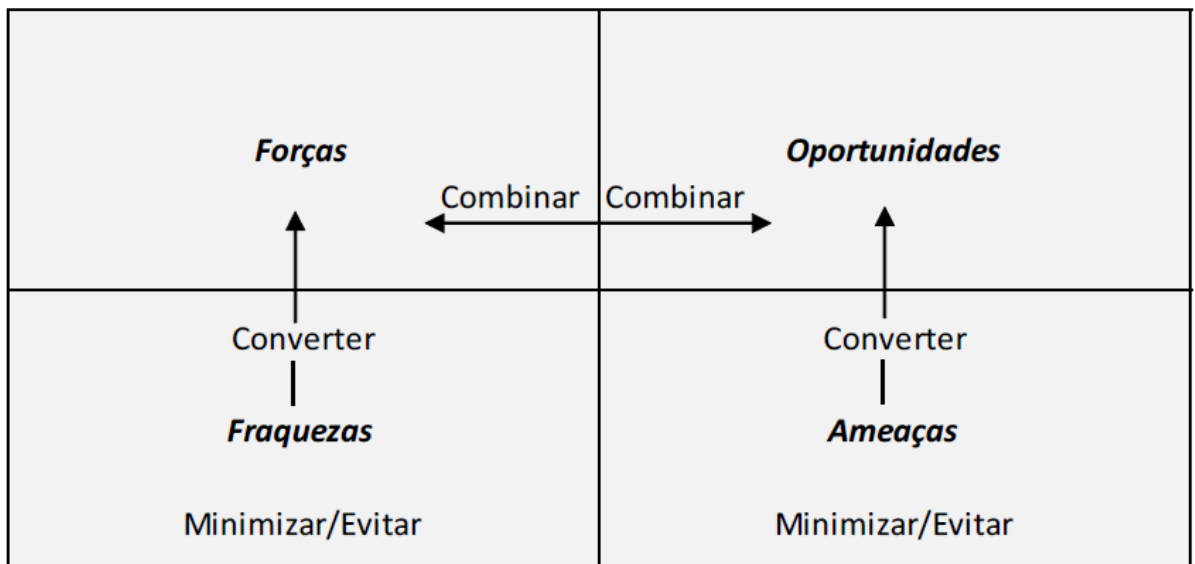 Forças
Oportunidades
Combinar
Combinar
Converter
Converter
Fraquezas
Ameaças
Minimizar/Evitar
Minimizar/Evitar